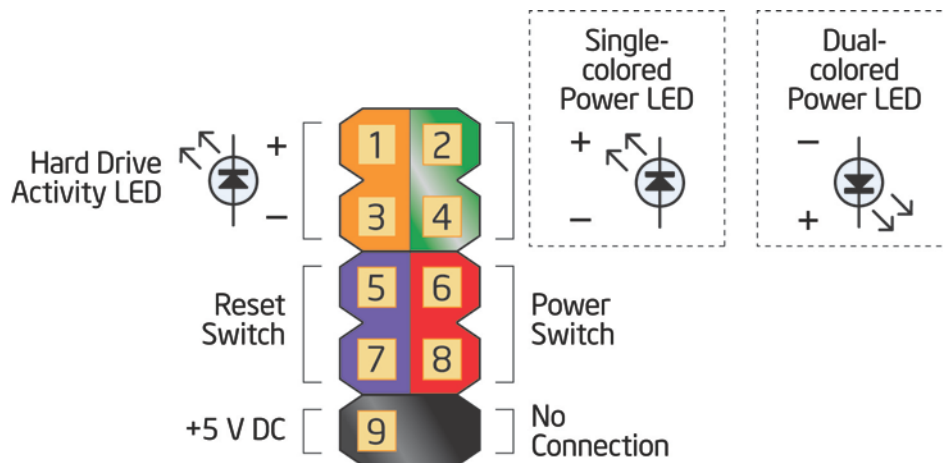 Single-
colored
Power LED
Dual-
colored
Power LED
Hard Drive
Activity LED
+
−
1 2
3 4
+
−
−
+
Reset
Switch
5 6
7 8
Power
Switch
+5 V DC
9
No
Connection